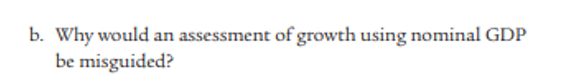 b. Why would an assessment of growth using nominal GDP
be misguided?